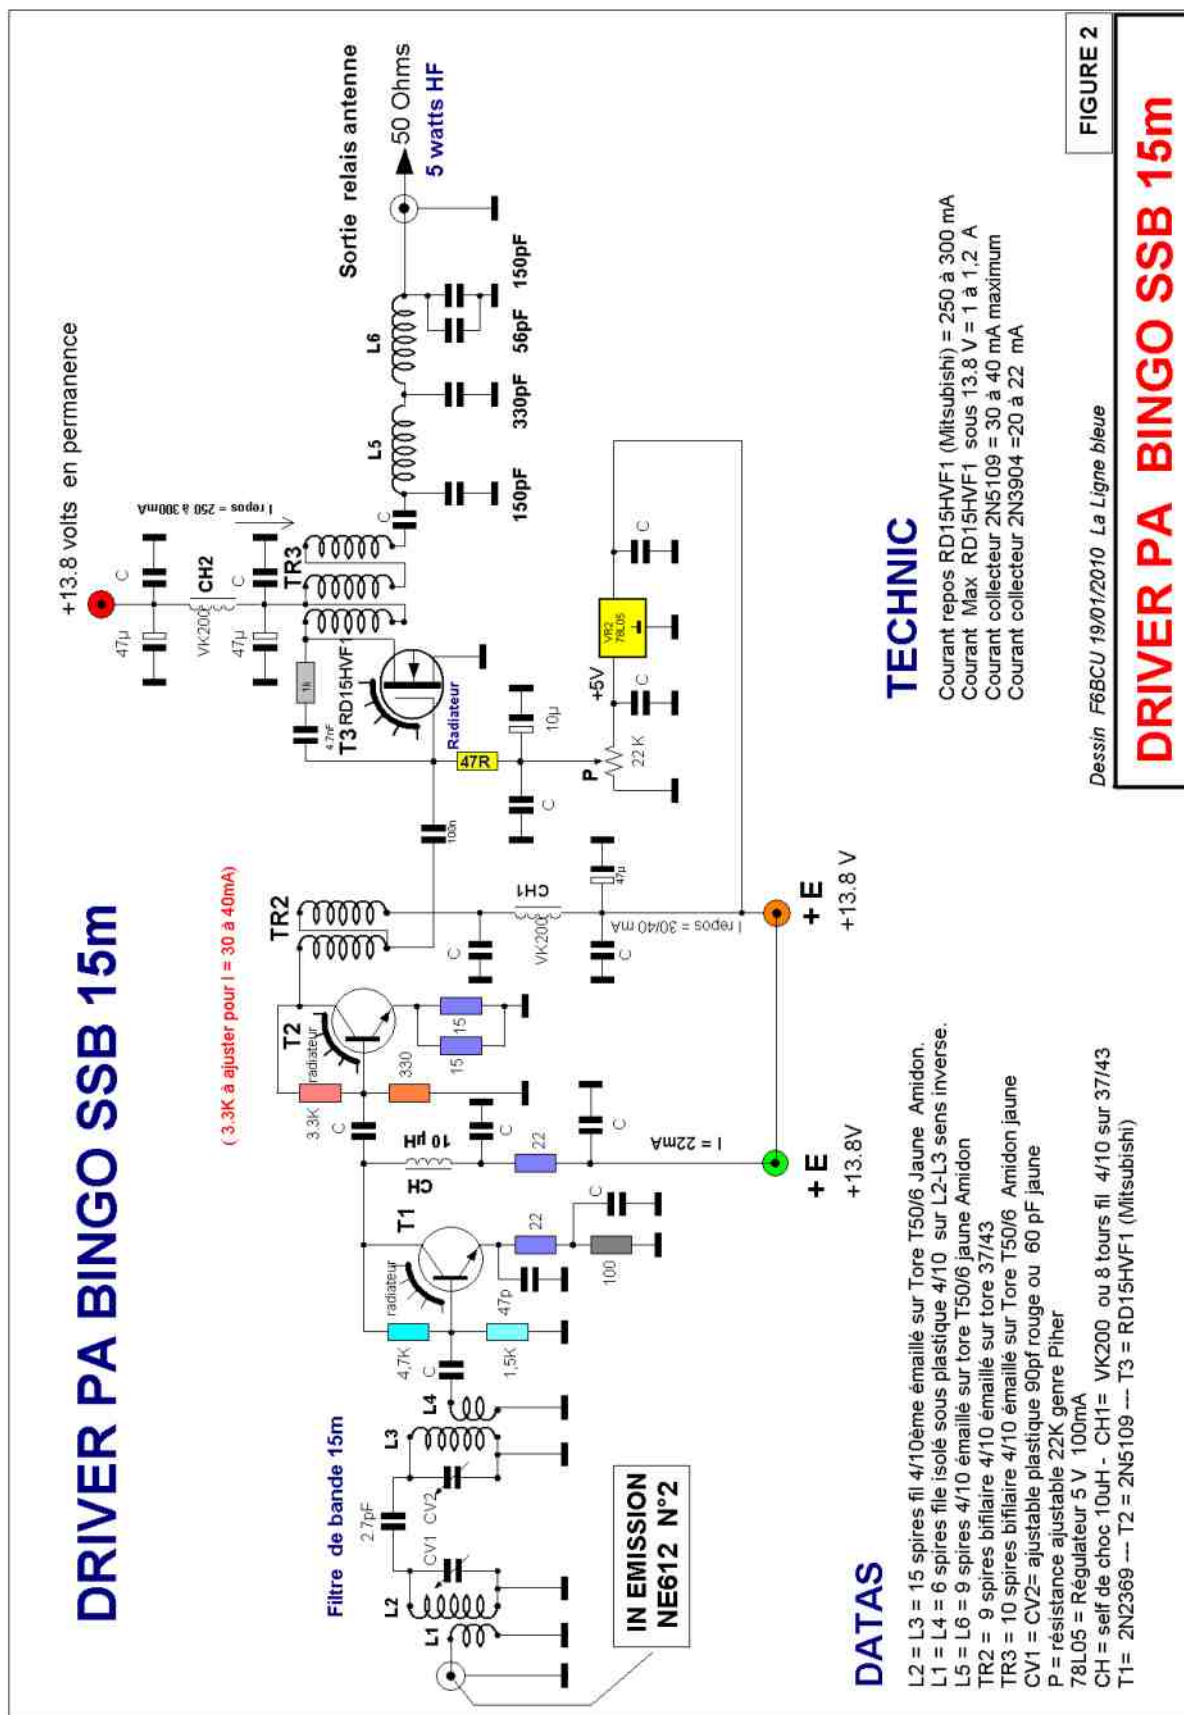 DRIVER PA BINGO SSB 15m
+13.8 volts en permanence
( 3.3K à ajuster pour I = 30 à 40mA)
Filtre de bande 15m
Sortie relais antenne
50 Ohms
5 watts HF
47µ
C
VK200
CH2
47µ
C
I repos = 250 à 300mA
TR3
1k
4.7nF
T3 RD15HVF1
Radiateur
C
L5
L6
150pF
330pF
56pF
150pF
TR2
100n
47R
10µ
C
P
22 K
+5V
C
VR2
78L05
C
T2
radiateur
3.3K
330
15
15
C
CH
10 µH
C
22
C
I = 22mA
C
VK200
CH1
C
47µ
I repos = 30/40 mA
T1
radiateur
4,7K
1,5K
47p
22
100
C
C
L1
L2
L3
L4
2.7pF
CV1
CV2
IN EMISSION
NE612 N°2
+ E
+13.8V
+ E
+13.8 V
DATAS
L2 = L3 = 15 spires fil 4/10ème émaillé sur Tore T50/6 Jaune Amidon.
L1 = L4 = 6 spires file isolé sous plastique 4/10 sur L2-L3 sens inverse.
L5 = L6 = 9 spires 4/10 émaillé sur tore T50/6 jaune Amidon
TR2 = 9 spires bifilaire 4/10 émaillé sur tore 37/43
TR3 = 10 spires bifilaire 4/10 émaillé sur Tore T50/6 Amidon jaune
CV1 = CV2= ajustable plastique 90pf rouge ou 60 pF jaune
P = résistance ajustable 22K genre Piher
78L05 = Régulateur 5 V 100mA
CH = self de choc 10uH - CH1= VK200 ou 8 tours fil 4/10 sur 37/43
T1= 2N2369 --- T2 = 2N5109 --- T3 = RD15HVF1 (Mitsubishi)
TECHNIC
Courant repos RD15HVF1 (Mitsubishi) = 250 à 300 mA
Courant Max RD15HVF1 sous 13.8 V = 1 à 1,2 A
Courant collecteur 2N5109 = 30 à 40 mA maximum
Courant collecteur 2N3904 =20 à 22 mA
Dessin F6BCU 19/01/2010 La Ligne bleue
FIGURE 2
DRIVER PA BINGO SSB 15m